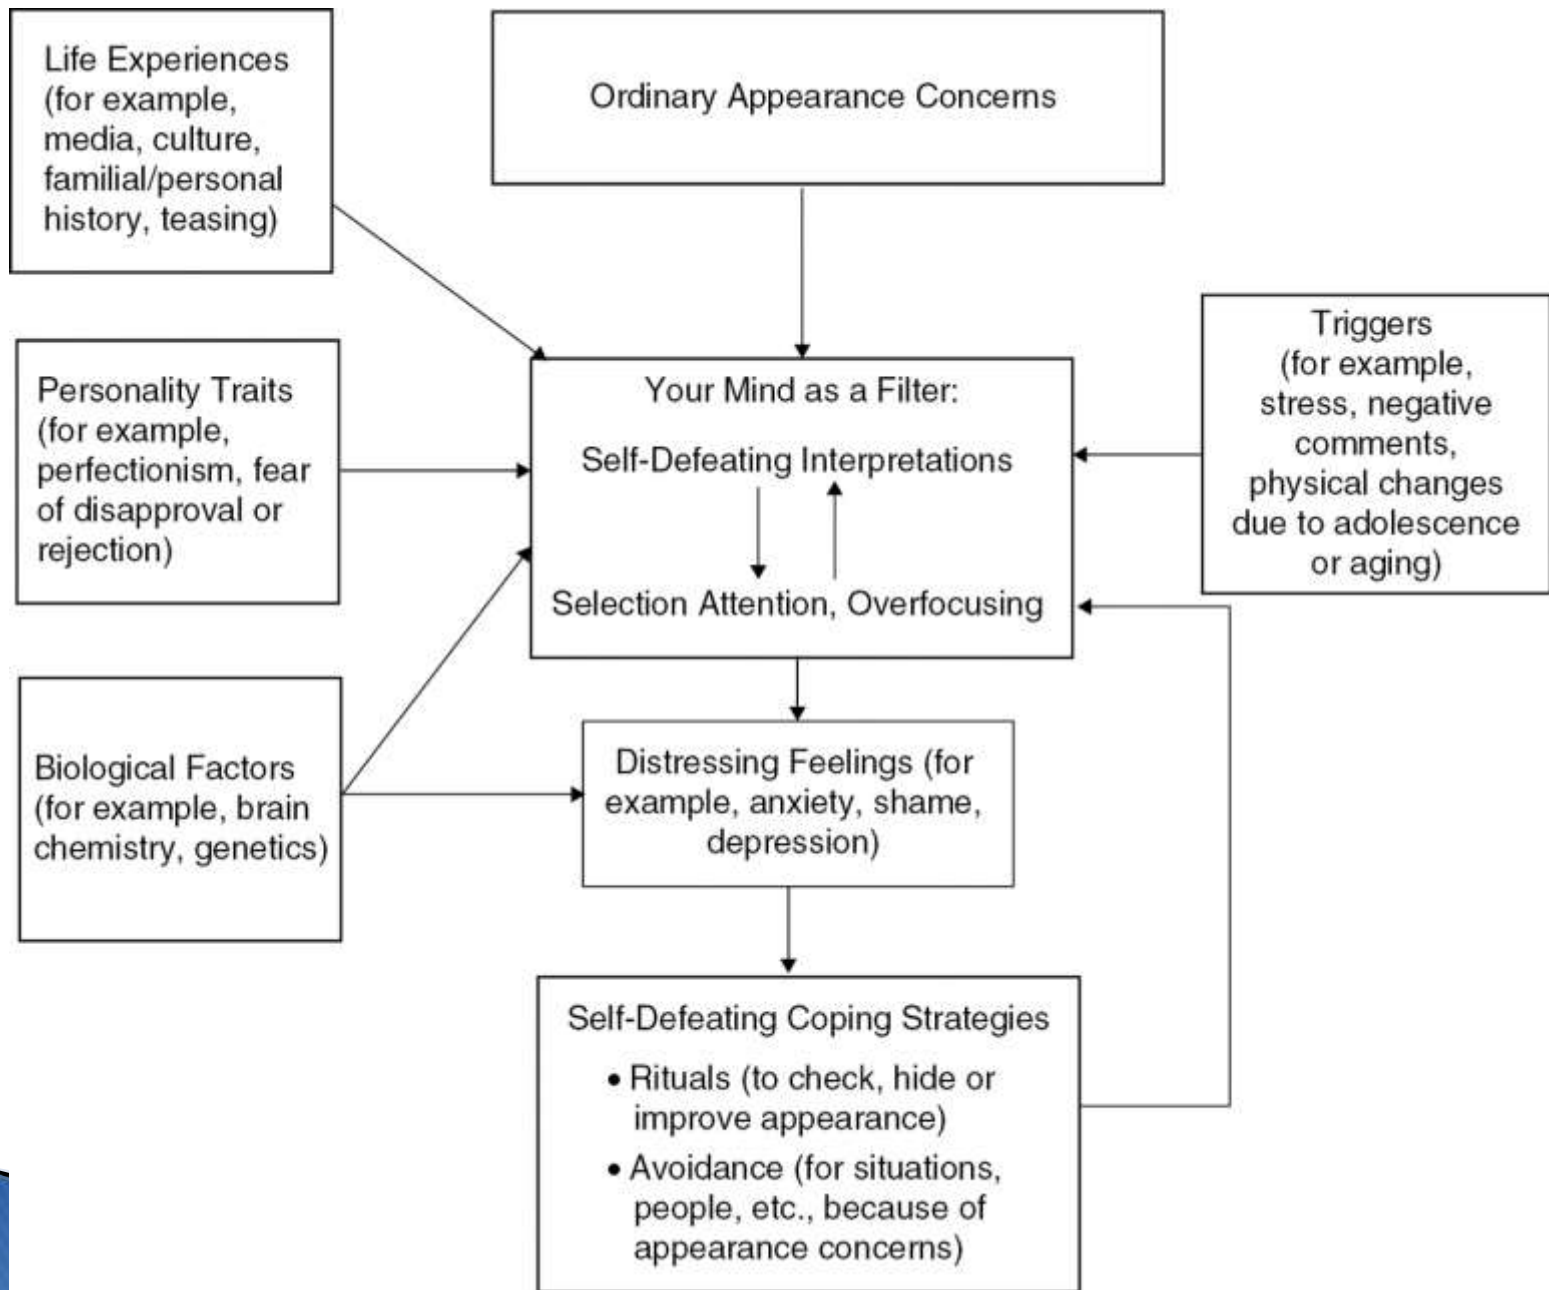 Life Experiences
(for example,
media, culture,
familial/personal
history, teasing)
Ordinary Appearance Concerns
Personality Traits
(for example,
perfectionism, fear
of disapproval or
rejection)
Your Mind as a Filter:
Self-Defeating Interpretations
Selection Attention, Overfocusing
Triggers
(for example,
stress, negative
comments,
physical changes
due to adolescence
or aging)
Biological Factors
(for example, brain
chemistry, genetics)
Distressing Feelings (for
example, anxiety, shame,
depression)
Self-Defeating Coping Strategies
• Rituals (to check, hide or
improve appearance)
• Avoidance (for situations,
people, etc., because of
appearance concerns)